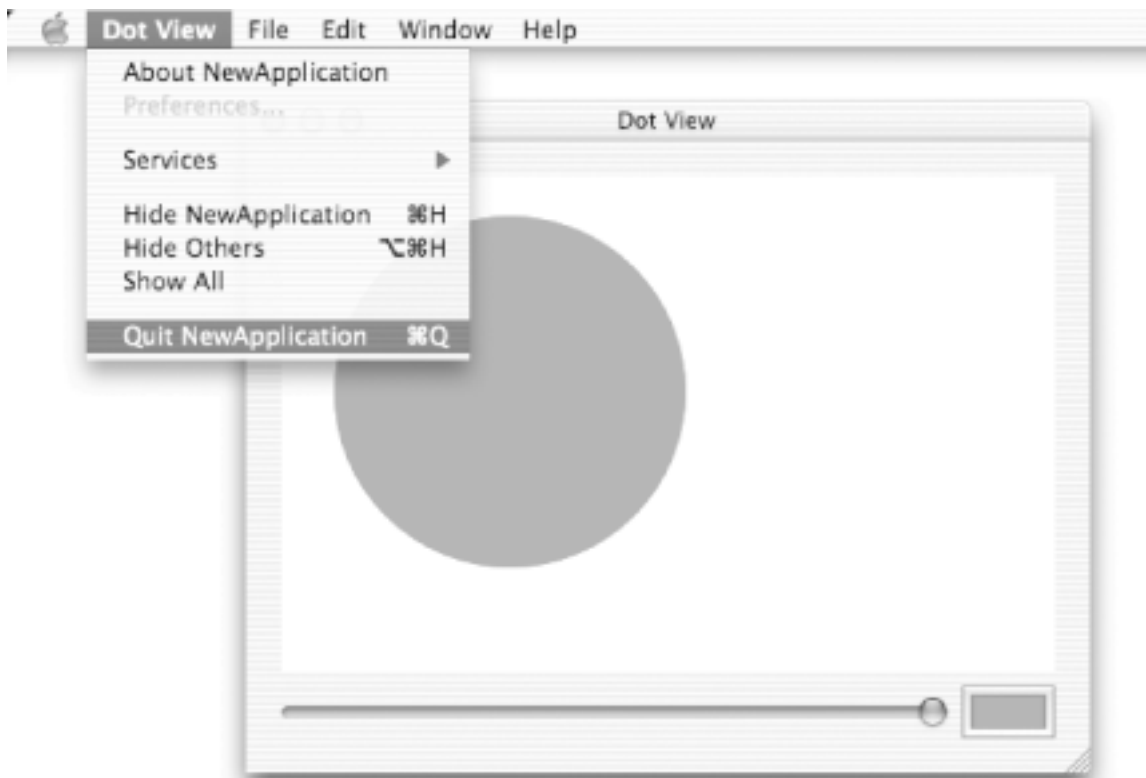 Dot View File Edit Window Help
About NewApplication
Preferences...
Services
Hide NewApplication ⌘H
Hide Others ⌥⌘H
Show All
Quit NewApplication ⌘Q
Dot View